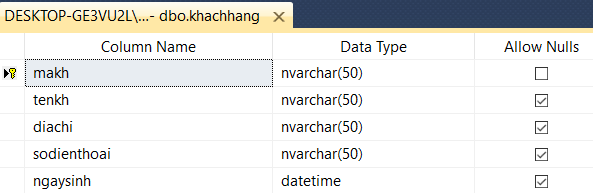 DESKTOP-GE3VU2L\...- dbo.khachhang
Column Name Data Type Allow Nulls
makh nvarchar(50)
tenkh nvarchar(50)
diachi nvarchar(50)
sodienthoai nvarchar(50)
ngaysinh datetime